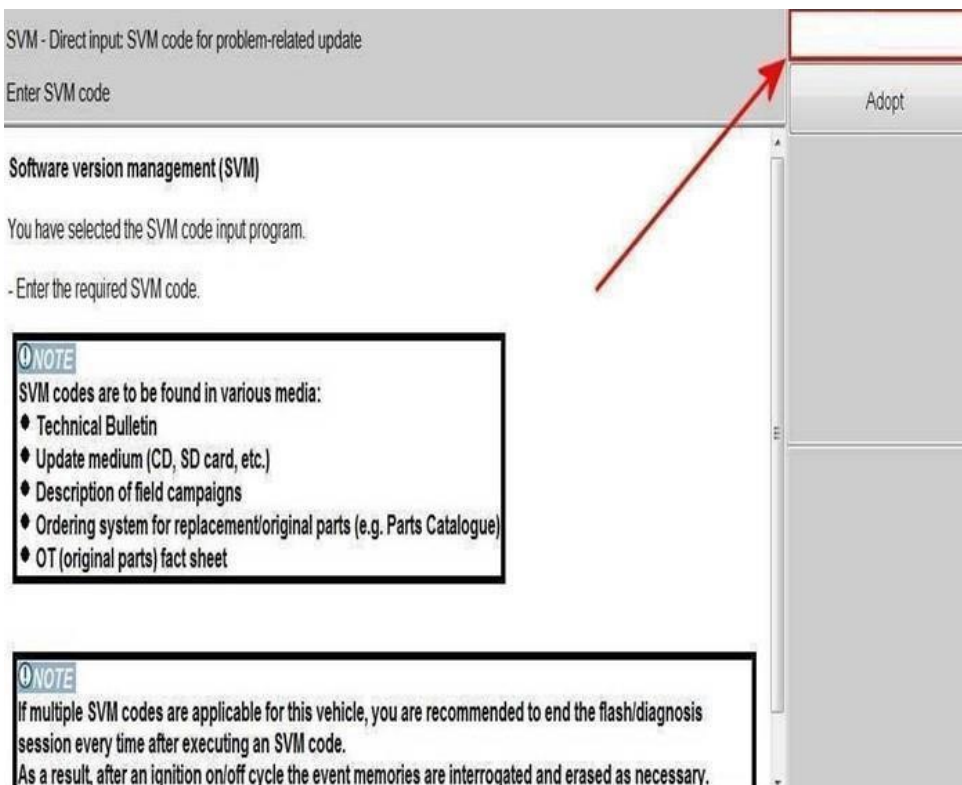 SVM - Direct input: SVM code for problem-related update
Enter SVM code
Adopt
Software version management (SVM)
You have selected the SVM code input program.
- Enter the required SVM code.
NOTE
SVM codes are to be found in various media:
• Technical Bulletin
• Update medium (CD, SD card, etc.)
• Description of field campaigns
• Ordering system for replacement/original parts (e.g. Parts Catalogue)
• OT (original parts) fact sheet
NOTE
If multiple SVM codes are applicable for this vehicle, you are recommended to end the flash/diagnosis
session every time after executing an SVM code.
As a result, after an ignition on/off cycle the event memories are interrogated and erased as necessary.